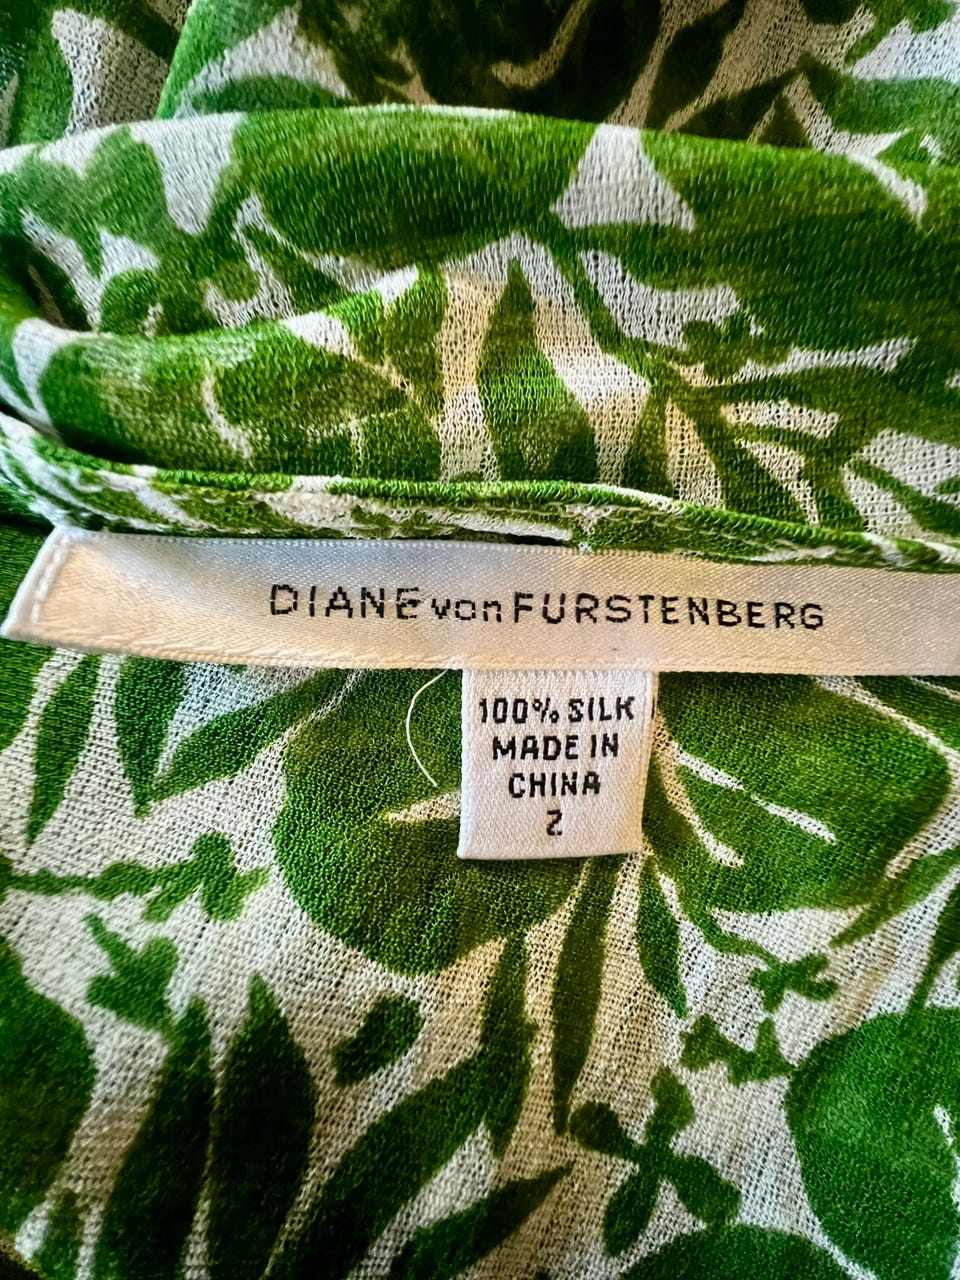 DIANE von FURSTENBERG
100% SILK
MADE IN
CHINA
2